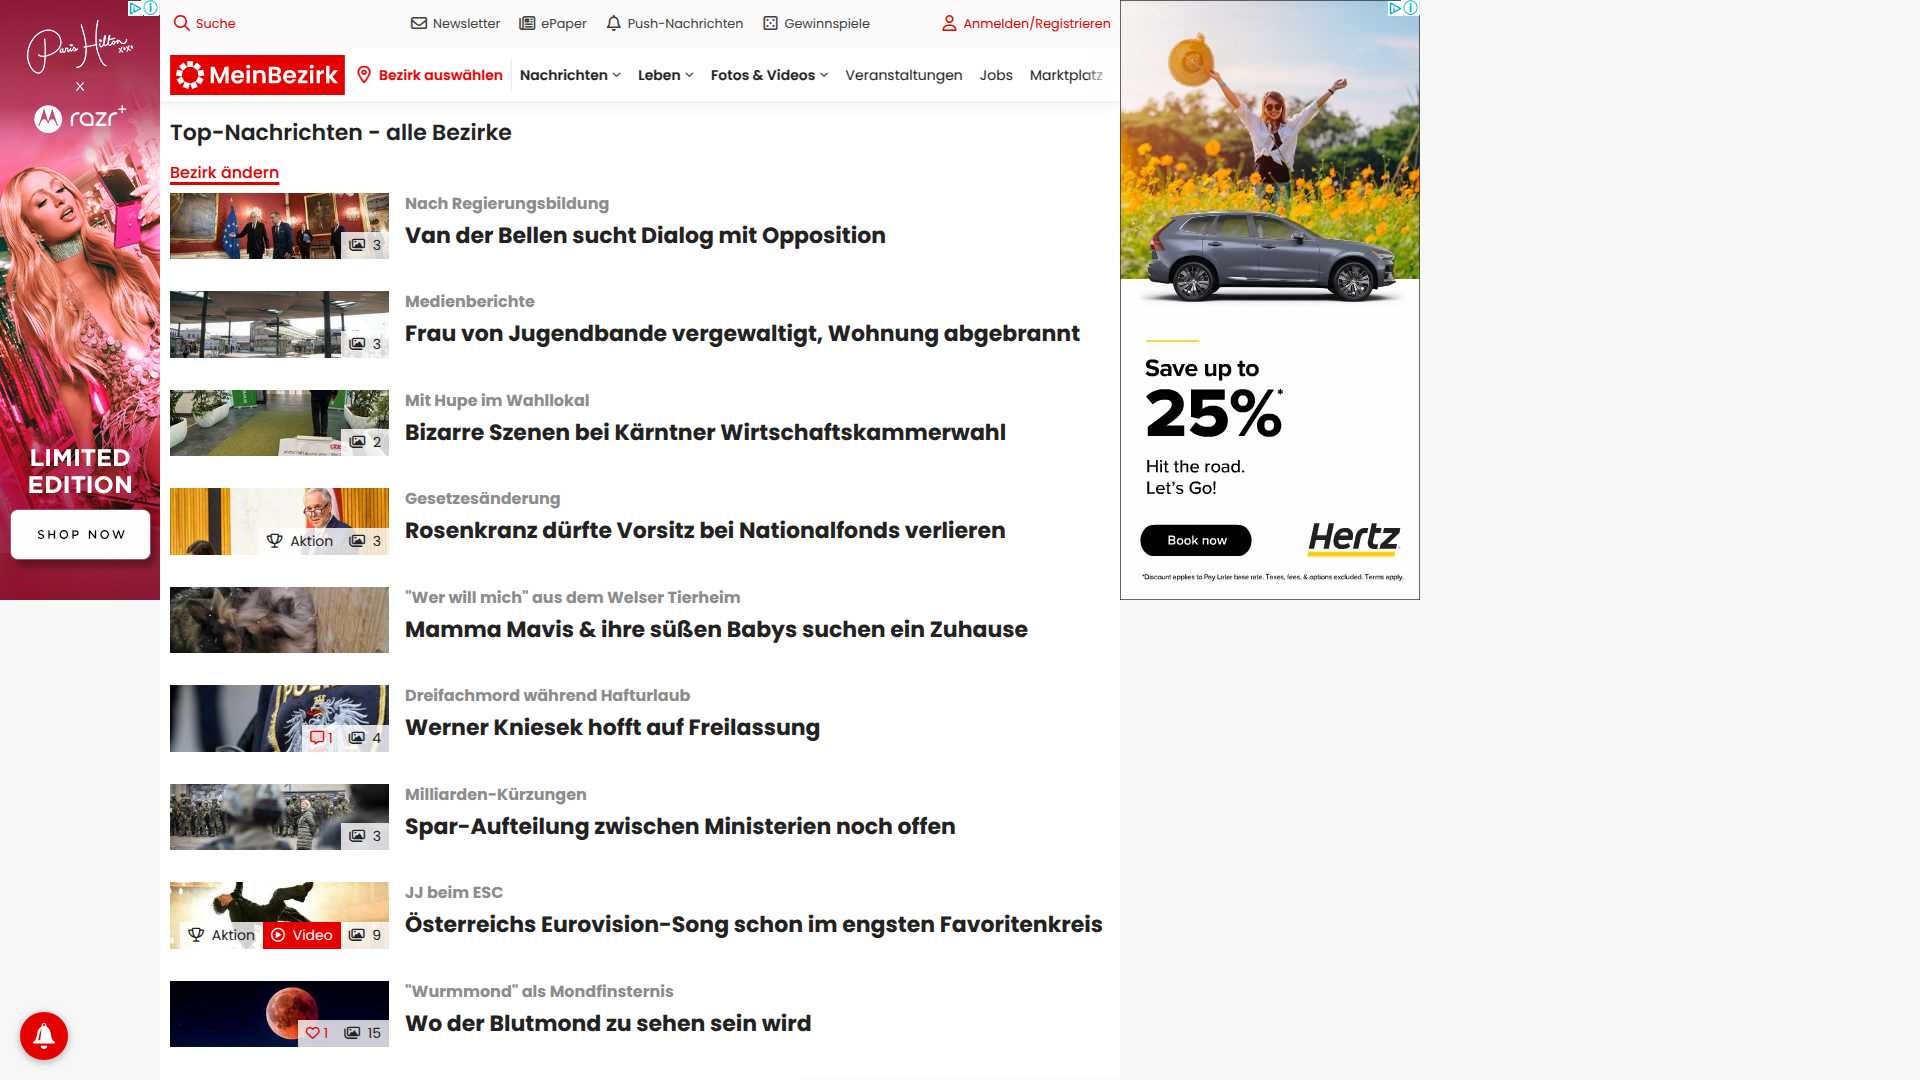 Suche
Newsletter
ePaper
Push-Nachrichten
Gewinnspiele
Anmelden/Registrieren
MeinBezirk
Bezirk auswählen
Nachrichten
Leben
Fotos & Videos
Veranstaltungen
Jobs
Marktplatz
Top-Nachrichten - alle Bezirke
Bezirk ändern
3
Nach Regierungsbildung
Van der Bellen sucht Dialog mit Opposition
3
Medienberichte
Frau von Jugendbande vergewaltigt, Wohnung abgebrannt
2
Mit Hupe im Wahllokal
Bizarre Szenen bei Kärntner Wirtschaftskammerwahl
Aktion 3
Gesetzesänderung
Rosenkranz dürfte Vorsitz bei Nationalfonds verlieren
"Wer will mich" aus dem Welser Tierheim
Mamma Mavis & ihre süßen Babys suchen ein Zuhause
1 4
Dreifachmord während Hafturlaub
Werner Kniesek hofft auf Freilassung
3
Milliarden-Kürzungen
Spar-Aufteilung zwischen Ministerien noch offen
Aktion Video 9
JJ beim ESC
Österreichs Eurovision-Song schon im engsten Favoritenkreis
1 15
"Wurmmond" als Mondfinsternis
Wo der Blutmond zu sehen sein wird
Paris Hilton
xoxo
X
razr+
LIMITED
EDITION
SHOP NOW
Save up to
25%*
Hit the road.
Let's Go!
Book now
Hertz
*Discount applies to Pay Later base rate. Taxes, fees, & options excluded. Terms apply.